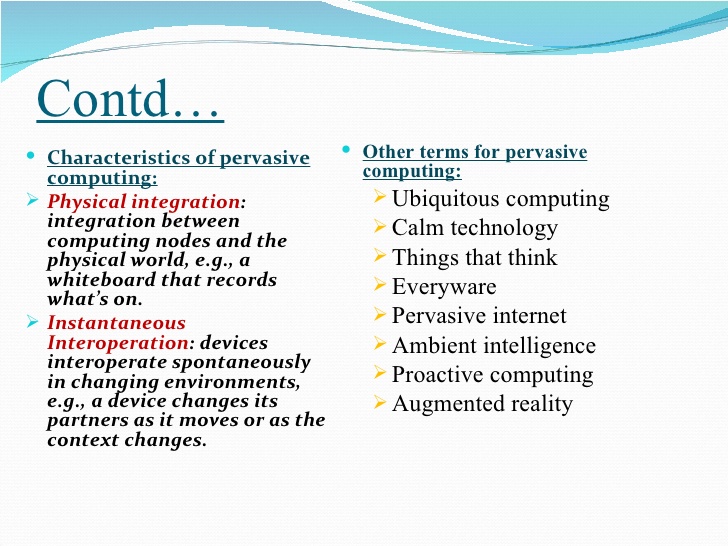 Contd…
Characteristics of pervasive
computing:
Physical integration:
integration between
computing nodes and the
physical world, e.g., a
whiteboard that records
what’s on.
Instantaneous
Interoperation: devices
interoperate spontaneously
in changing environments,
e.g., a device changes its
partners as it moves or as the
context changes.
Other terms for pervasive
computing:
Ubiquitous computing
Calm technology
Things that think
Everyware
Pervasive internet
Ambient intelligence
Proactive computing
Augmented reality